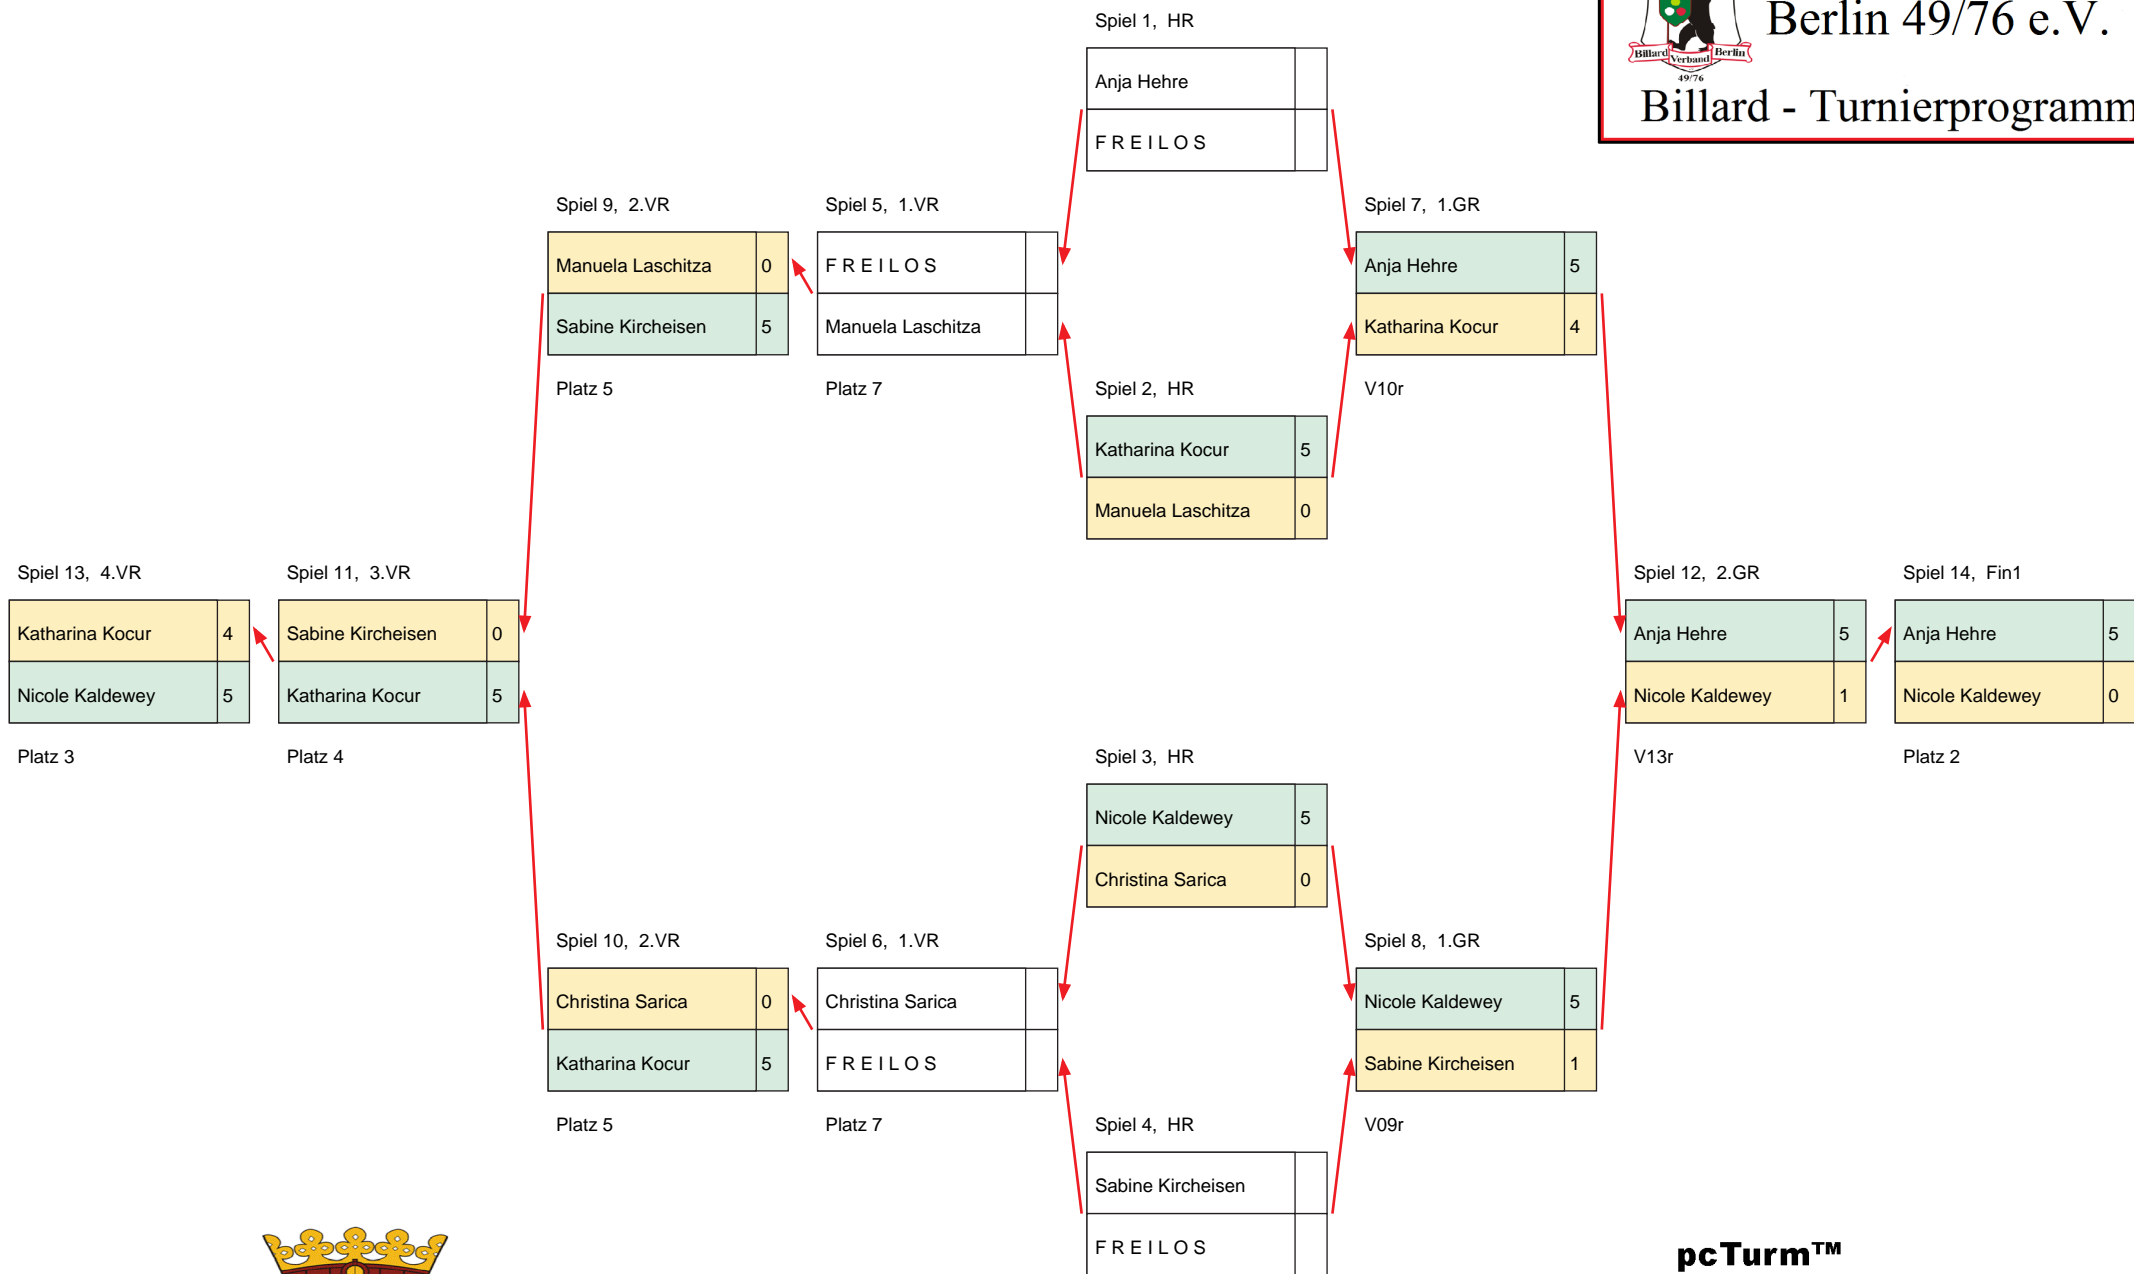 Berlin 49/76 e.V.
Billard Verband Berlin
49/76
Billard - Turnierprogramm
Spiel 1, HR
Anja Hehre
F R E I L O S
Spiel 9, 2.VR
Manuela Laschitza 0
Sabine Kircheisen 5
Platz 5
Spiel 5, 1.VR
F R E I L O S
Manuela Laschitza
Platz 7
Spiel 7, 1.GR
Anja Hehre 5
Katharina Kocur 4
V10r
Spiel 2, HR
Katharina Kocur 5
Manuela Laschitza 0
Spiel 13, 4.VR
Katharina Kocur 4
Nicole Kaldewey 5
Platz 3
Spiel 11, 3.VR
Sabine Kircheisen 0
Katharina Kocur 5
Platz 4
Spiel 12, 2.GR
Anja Hehre 5
Nicole Kaldewey 1
V13r
Spiel 14, Fin1
Anja Hehre 5
Nicole Kaldewey 0
Platz 2
Spiel 3, HR
Nicole Kaldewey 5
Christina Sarica 0
Spiel 10, 2.VR
Christina Sarica 0
Katharina Kocur 5
Platz 5
Spiel 6, 1.VR
Christina Sarica
F R E I L O S
Platz 7
Spiel 8, 1.GR
Nicole Kaldewey 5
Sabine Kircheisen 1
V09r
Spiel 4, HR
Sabine Kircheisen
F R E I L O S
pcTurm™